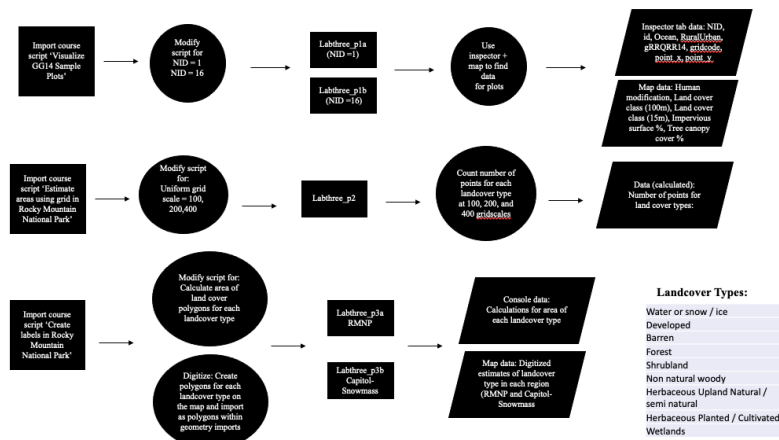 Import course
script 'Visualize
GG14 Sample
Plots'
Modify
script for
NID = 1
NID = 16
Labthree_p1a
(NID =1)
Labthree_p1b
(NID =16)
Use
inspector +
map to find
data
for plots
Inspector tab data: NID,
id, Ocean, RuralUrban,
gRRQRR14, gridcode,
point_x, point_y
Map data: Human
modification, Land cover
class (100m), Land cover
class (15m), Impervious
surface %, Tree canopy
cover %
Import course
script 'Estimate
areas using grid in
Rocky Mountain
National Park'
Modify script
for:
Uniform grid
scale = 100,
200,400
Labthree_p2
Count number of
points for each
landcover type
at 100, 200, and
400 gridscales
Data (calculated):
Number of points for
land cover types:
Import course
script 'Create
labels in Rocky
Mountain
National Park'
Modify script for:
Calculate area of
land cover
polygons for each
landcover type
Digitize: Create
polygons for each
landcover type on
the map and import
as polygons within
geometry imports
Labthree_p3a
RMNP
Labthree_p3b
Capitol-
Snowmass
Console data:
Calculations for area of
each landcover type
Map data: Digitized
estimates of landcover
type in each region
(RMNP and Capitol-
Snowmass
Landcover Types:
Water or snow / ice
Developed
Barren
Forest
Shrubland
Non natural woody
Herbaceous Upland Natural /
semi natural
Herbaceous Planted / Cultivated
Wetlands